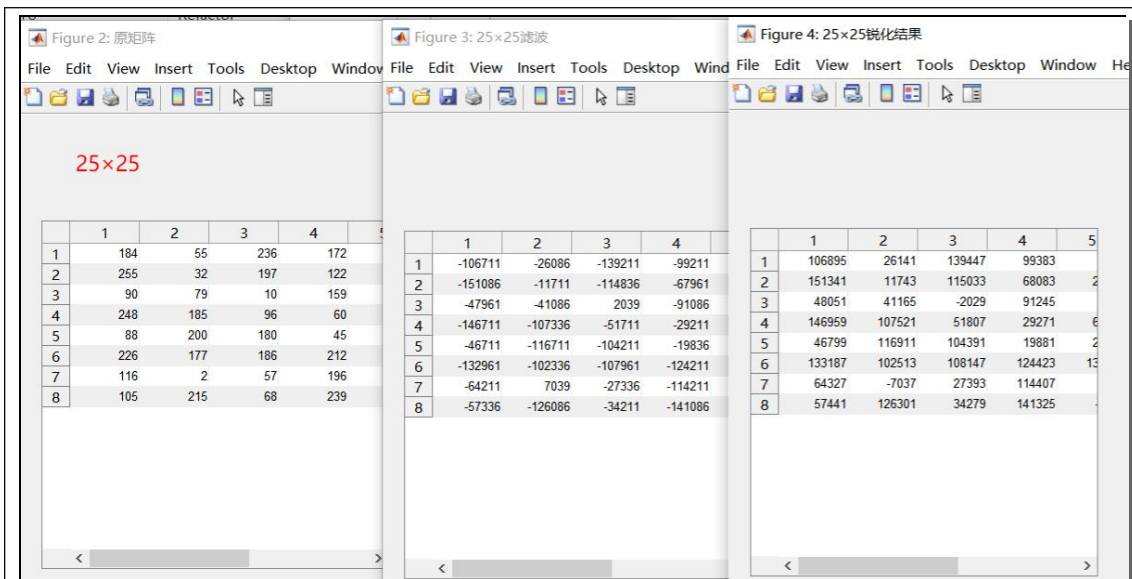 Figure 2: 原矩阵
File Edit View Insert Tools Desktop Window
25×25
1 2 3 4
1 184 55 236 172
2 255 32 197 122
3 90 79 10 159
4 248 185 96 60
5 88 200 180 45
6 226 177 186 212
7 116 2 57 196
8 105 215 68 239
Figure 3: 25×25滤波
File Edit View Insert Tools Desktop Wind
1 2 3 4
1 -106711 -26086 -139211 -99211
2 -151086 -11711 -114836 -67961
3 -47961 -41086 2039 -91086
4 -146711 -107336 -51711 -29211
5 -46711 -116711 -104211 -19836
6 -132961 -102336 -107961 -124211
7 -64211 7039 -27336 -114211
8 -57336 -126086 -34211 -141086
Figure 4: 25×25锐化结果
File Edit View Insert Tools Desktop Window He
1 2 3 4 5
1 106895 26141 139447 99383
2 151341 11743 115033 68083 2
3 48051 41165 -2029 91245
4 146959 107521 51807 29271 6
5 46799 116911 104391 19881 2
6 133187 102513 108147 124423 13
7 64327 -7037 27393 114407
8 57441 126301 34279 141325 -